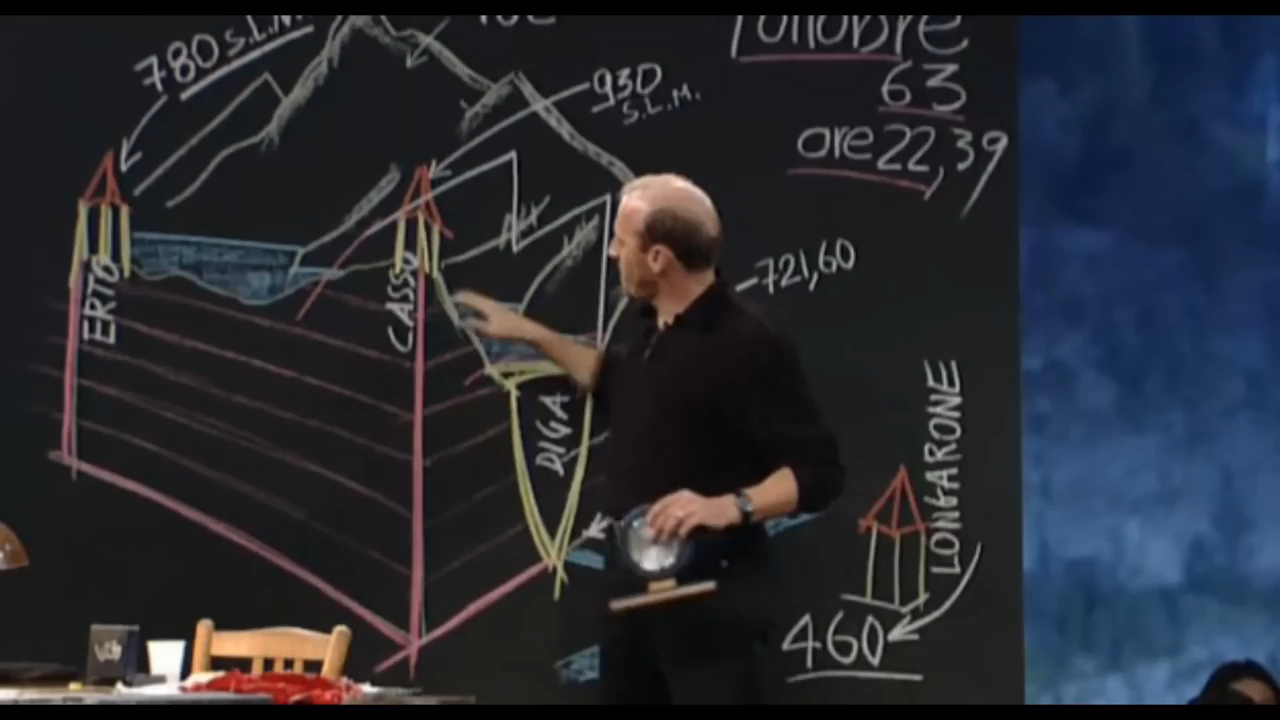 780 S.L.M.
930
S.L.M.
63
ore 22,39
-721,60
ERTO
CASSO
DIGA
LONGARONE
460